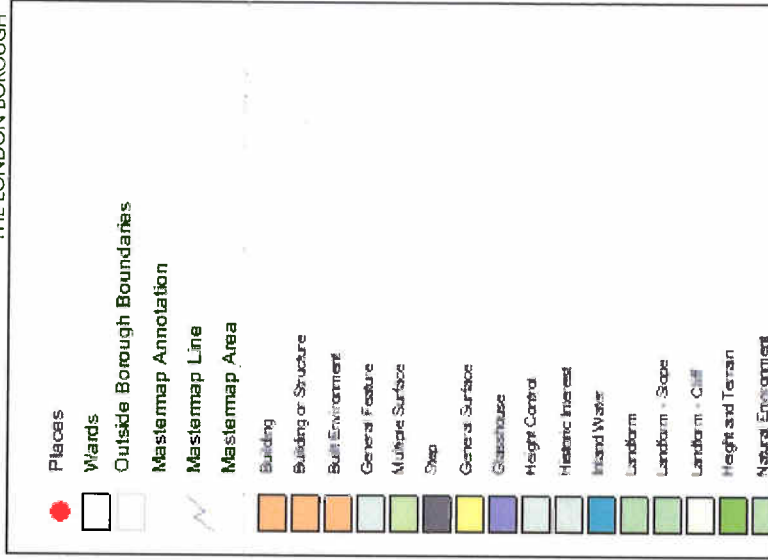 THE LONDON BOROUGH
Places
Wards
Outside Borough Boundaries
Mastermap Annotation
Mastermap Line
Mastermap Area
Building
Building or Structure
Built Environment
General Feature
Multiple Surface
Step
General Surface
Glasshouse
Height Control
Historic Interest
Inland Water
Landform
Landform - Slope
Landform - Cliff
Height and Terrain
Natural Environment